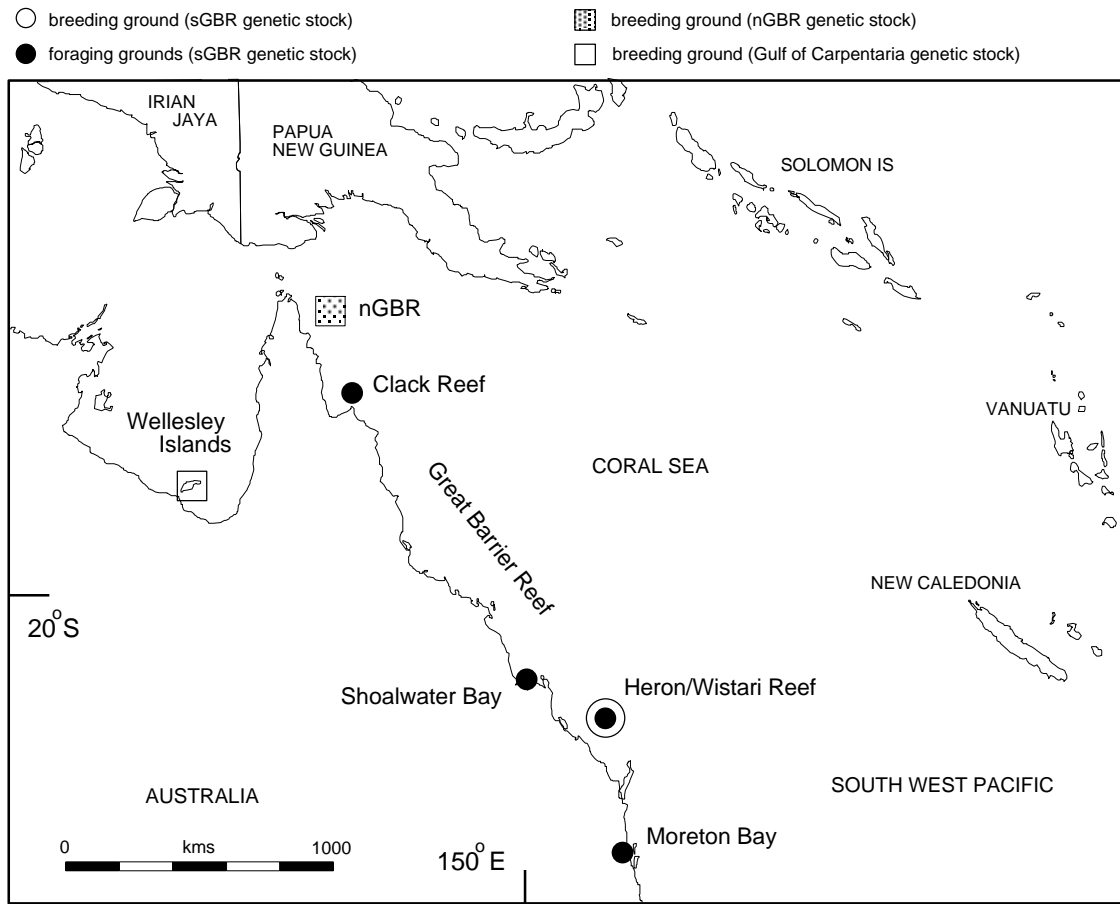 breeding ground (sGBR genetic stock)
breeding ground (nGBR genetic stock)
foraging grounds (sGBR genetic stock)
breeding ground (Gulf of Carpentaria genetic stock)
IRIAN
JAYA
PAPUA
NEW GUINEA
SOLOMON IS
nGBR
Clack Reef
Wellesley
Islands
VANUATU
CORAL SEA
Great Barrier Reef
NEW CALEDONIA
20°S
Heron/Wistari Reef
Shoalwater Bay
AUSTRALIA
SOUTH WEST PACIFIC
Moreton Bay
0 kms 1000
150°E